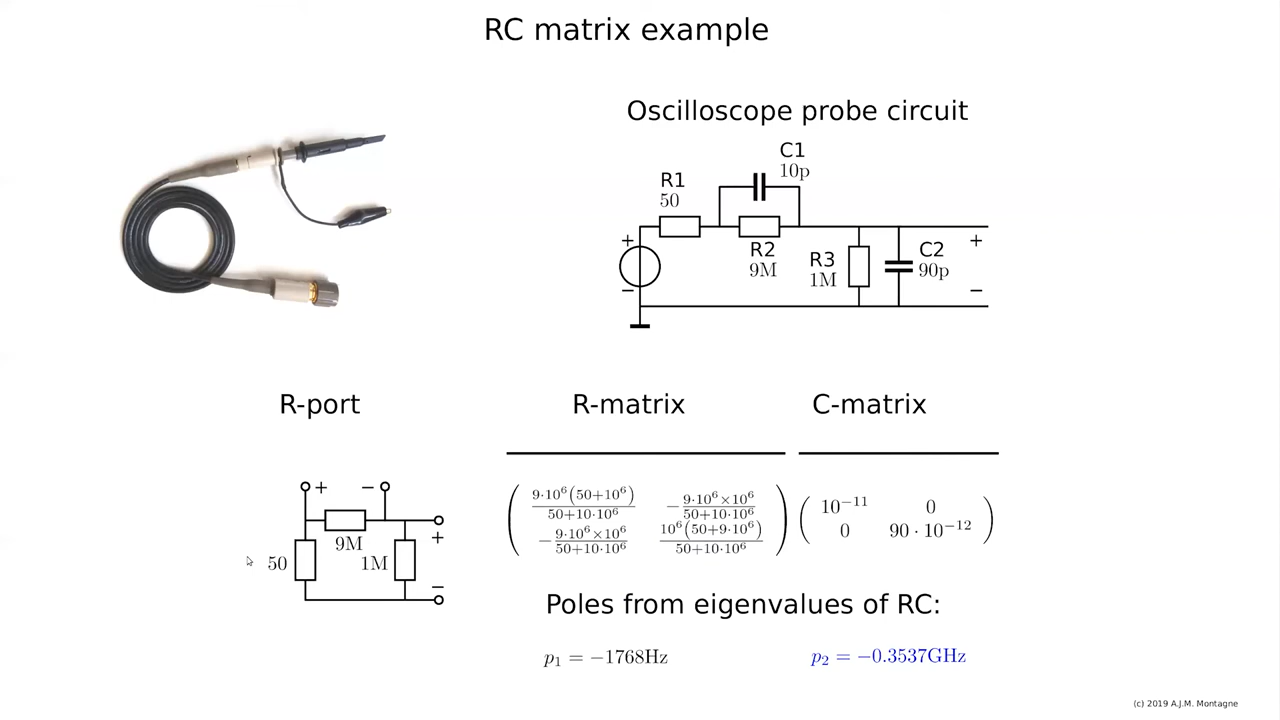 RC matrix example
Oscilloscope probe circuit
C1
10p
R1
50
+
R2
9M
R3
1M
C2
90p
+
−
−
R-port
R-matrix
C-matrix
+ −
9M
50
1M
+
−
( 9·10⁶(50+10⁶)/50+10·10⁶ −9·10⁶×10⁶/50+10·10⁶ ) ( 10⁻¹¹ 0 )
( −9·10⁶×10⁶/50+10·10⁶ 10⁶(50+9·10⁶)/50+10·10⁶ ) ( 0 90·10⁻¹² )
Poles from eigenvalues of RC:
p₁ = −1768Hz
p₂ = −0.3537GHz
(c) 2019 A.J.M. Montagne